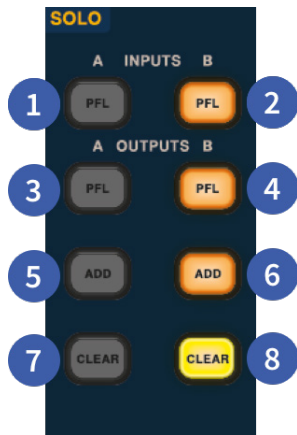 SOLO
A INPUTS B
1 PFL PFL 2
A OUTPUTS B
3 PFL PFL 4
5 ADD ADD 6
7 CLEAR CLEAR 8